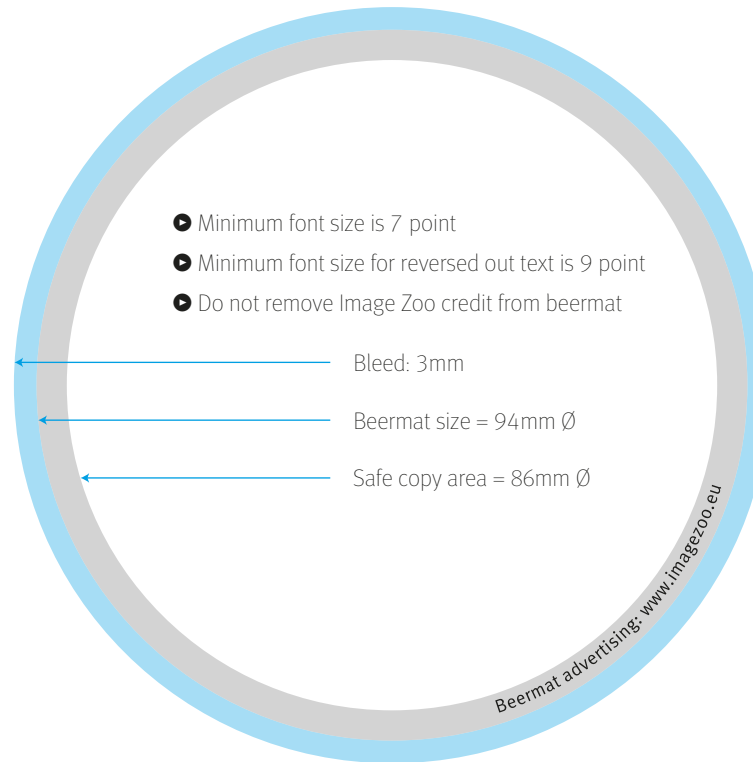 Minimum font size is 7 point
Minimum font size for reversed out text is 9 point
Do not remove Image Zoo credit from beermat
Bleed: 3mm
Beermat size = 94mm Ø
Safe copy area = 86mm Ø
Beermat advertising: www.imagezoo.eu